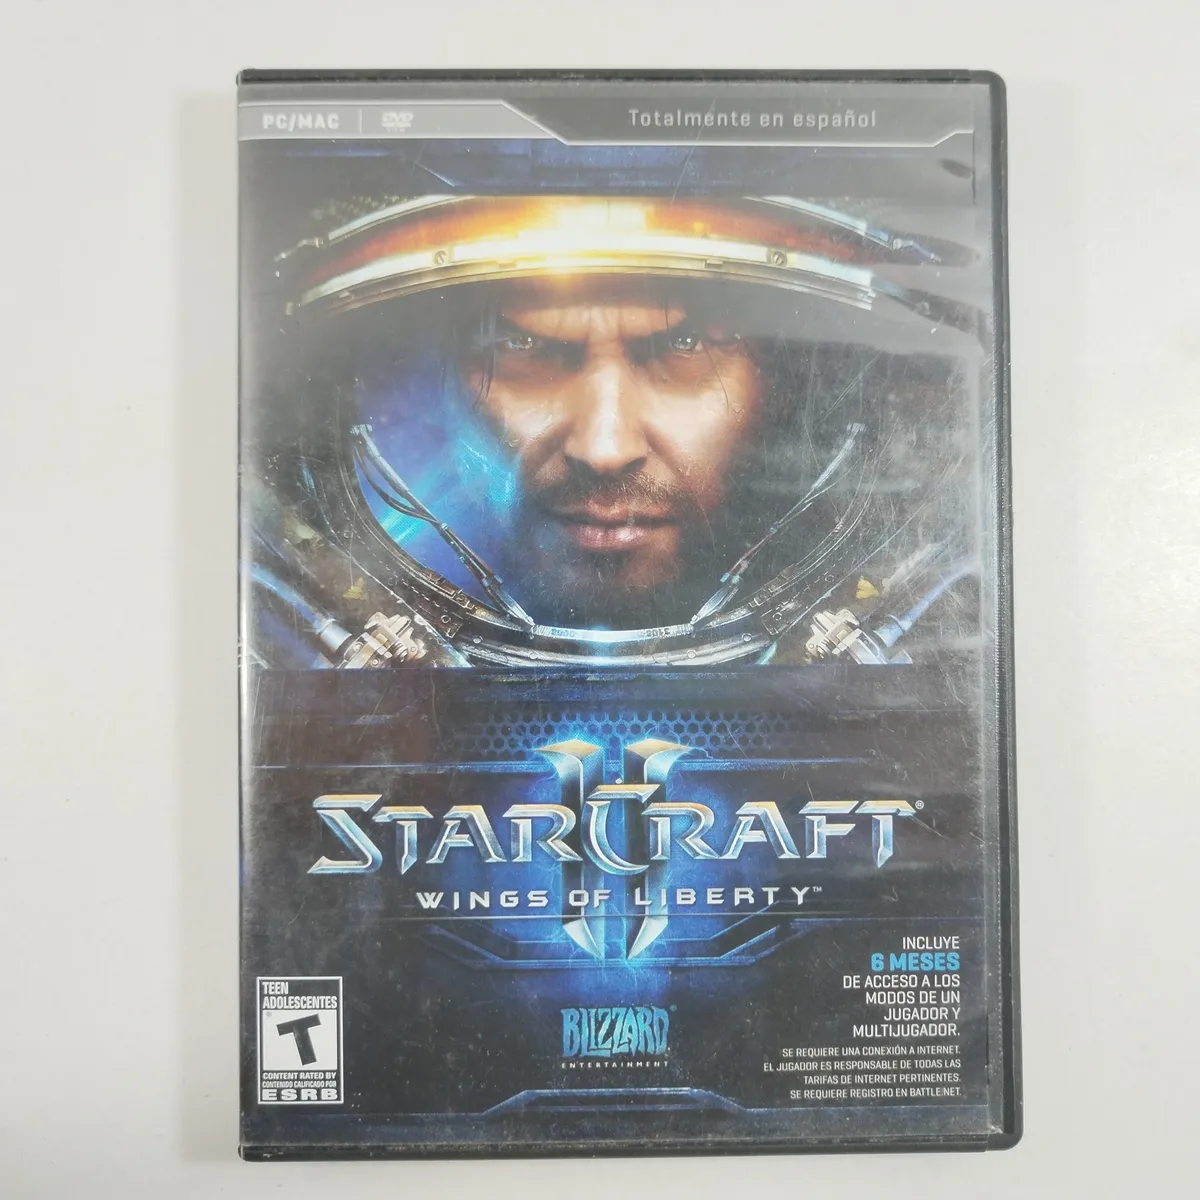 PC/MAC DVD
Totalmente en español
STARCRAFT®
II
WINGS OF LIBERTY™
INCLUYE
6 MESES
DE ACCESO A LOS
MODOS DE UN
JUGADOR Y
MULTIJUGADOR.
SE REQUIERE UNA CONEXIÓN A INTERNET.
EL JUGADOR ES RESPONSABLE DE TODAS LAS
TARIFAS DE INTERNET PERTINENTES.
SE REQUIERE REGISTRO EN BATTLE.NET.
TEEN
ADOLESCENTES
T
CONTENT RATED BY
CONTENIDO CALIFICADO POR
ESRB
BLIZZARD®
ENTERTAINMENT